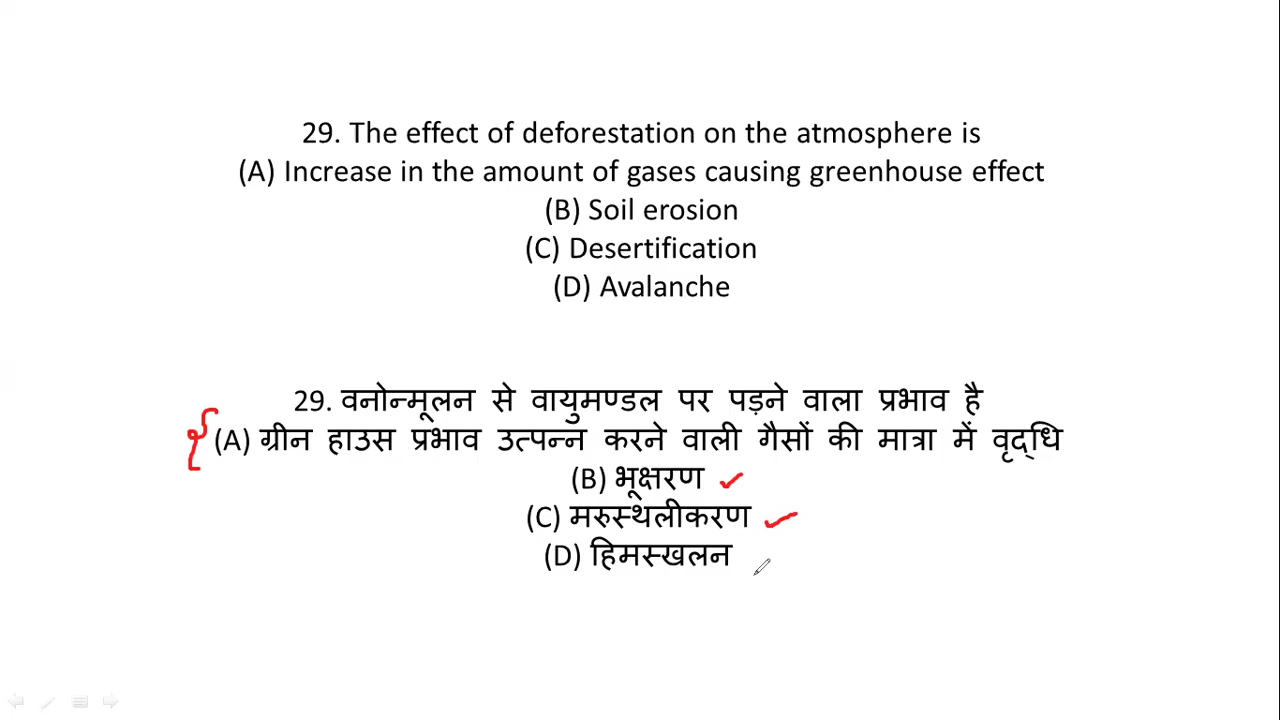 29. The effect of deforestation on the atmosphere is
(A) Increase in the amount of gases causing greenhouse effect
(B) Soil erosion
(C) Desertification
(D) Avalanche
29. वनोन्मूलन से वायुमण्डल पर पड़ने वाला प्रभाव है
(A) ग्रीन हाउस प्रभाव उत्पन्न करने वाली गैसों की मात्रा में वृद्धि
(B) भूक्षरण
(C) मरुस्थलीकरण
(D) हिमस्खलन